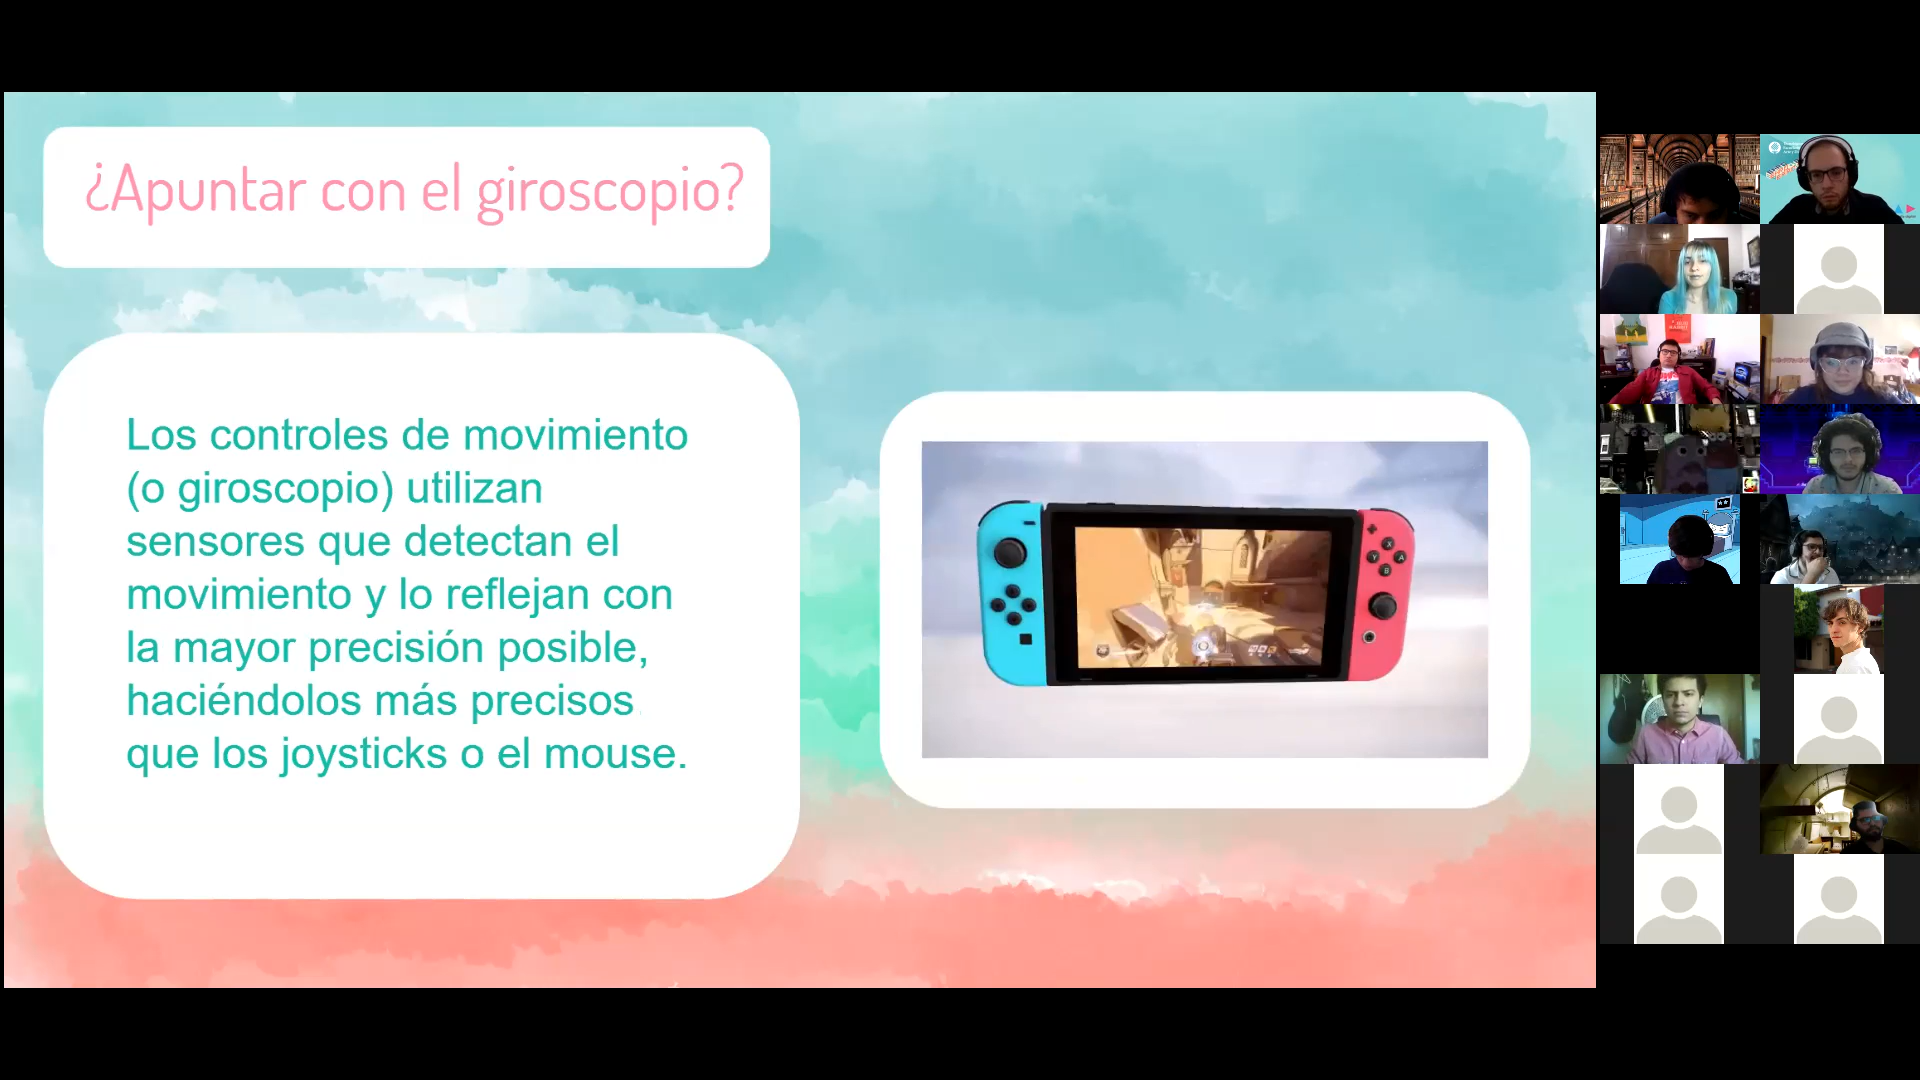 ¿Apuntar con el giroscopio?
Los controles de movimiento
(o giroscopio) utilizan
sensores que detectan el
movimiento y lo reflejan con
la mayor precisión posible,
haciéndolos más precisos
que los joysticks o el mouse.
X
Y
A
B